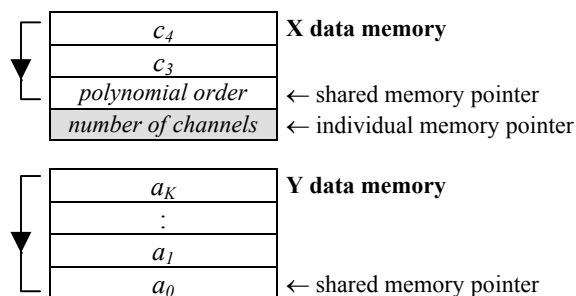 c4 X data memory
c3
polynomial order ← shared memory pointer
number of channels ← individual memory pointer
aK Y data memory
:
a1
a0 ← shared memory pointer